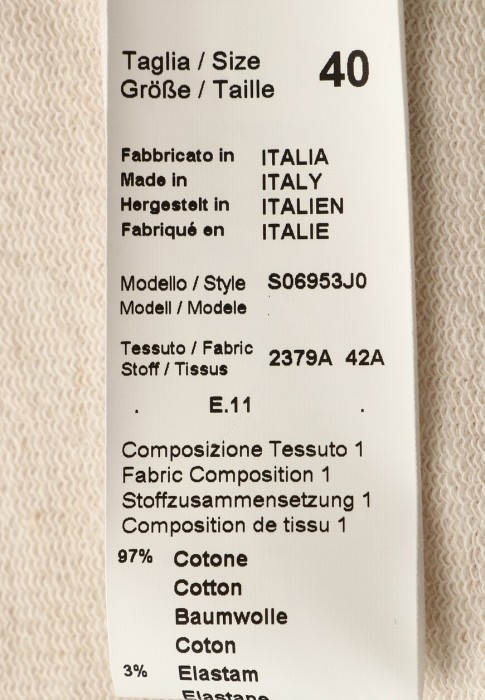 Taglia / Size 40
Größe / Taille
Fabbricato in ITALIA
Made in ITALY
Hergestelt in ITALIEN
Fabriqué en ITALIE
Modello / Style S06953J0
Modell / Modele
Tessuto / Fabric 2379A 42A
Stoff / Tissus
. E.11 .
Composizione Tessuto 1
Fabric Composition 1
Stoffzusammensetzung 1
Composition de tissu 1
97% Cotone
Cotton
Baumwolle
Coton
3% Elastam
Elastane